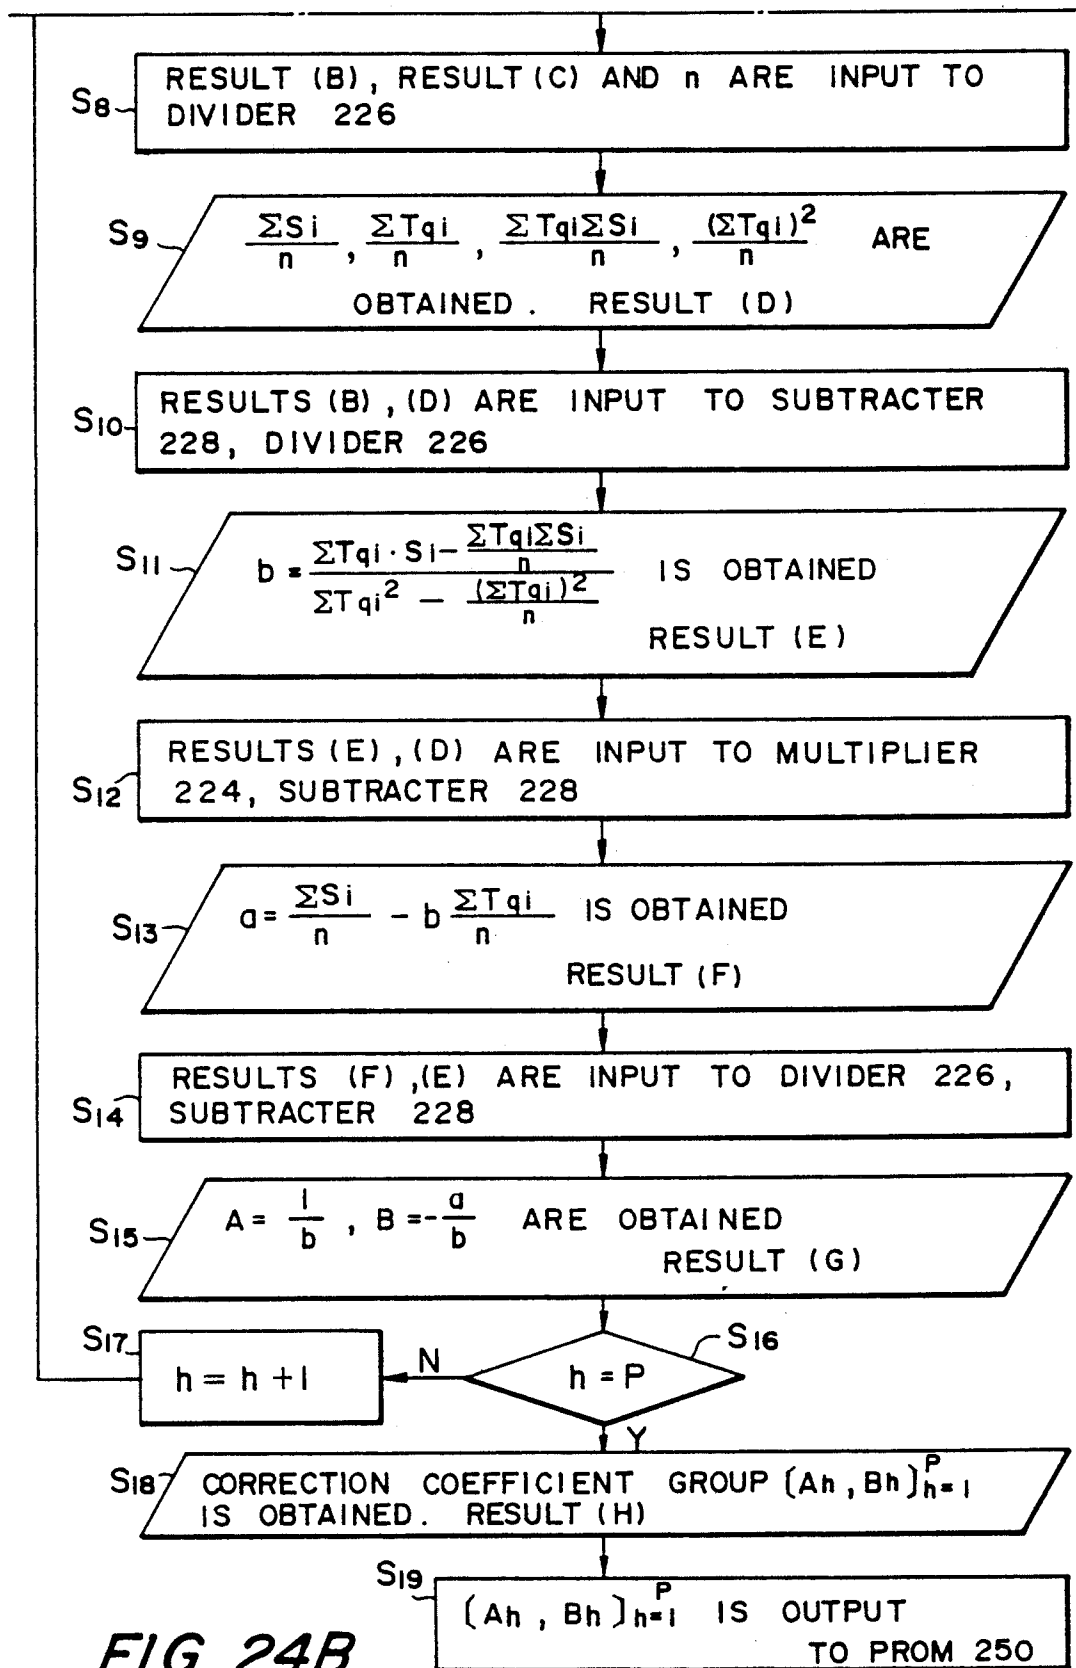 S8 RESULT (B), RESULT (C) AND n ARE INPUT TO
DIVIDER 226
S9 ΣSi/n, ΣTqi/n, ΣTqiΣSi/n, (ΣTqi)²/n ARE
OBTAINED. RESULT (D)
S10 RESULTS (B), (D) ARE INPUT TO SUBTRACTER
228, DIVIDER 226
S11 b = (ΣTqi·Si − ΣTqiΣSi/n) / (ΣTqi² − (ΣTqi)²/n) IS OBTAINED
RESULT (E)
S12 RESULTS (E), (D) ARE INPUT TO MULTIPLIER
224, SUBTRACTER 228
S13 a = ΣSi/n − b ΣTqi/n IS OBTAINED
RESULT (F)
S14 RESULTS (F), (E) ARE INPUT TO DIVIDER 226,
SUBTRACTER 228
S15 A = 1/b, B = −a/b ARE OBTAINED
RESULT (G)
S16
h = P
N
S17 h = h + 1
Y
S18 CORRECTION COEFFICIENT GROUP [Ah, Bh]^P h=1
IS OBTAINED. RESULT (H)
S19 [Ah, Bh]^P h=1 IS OUTPUT
TO PROM 250
FIG. 24B